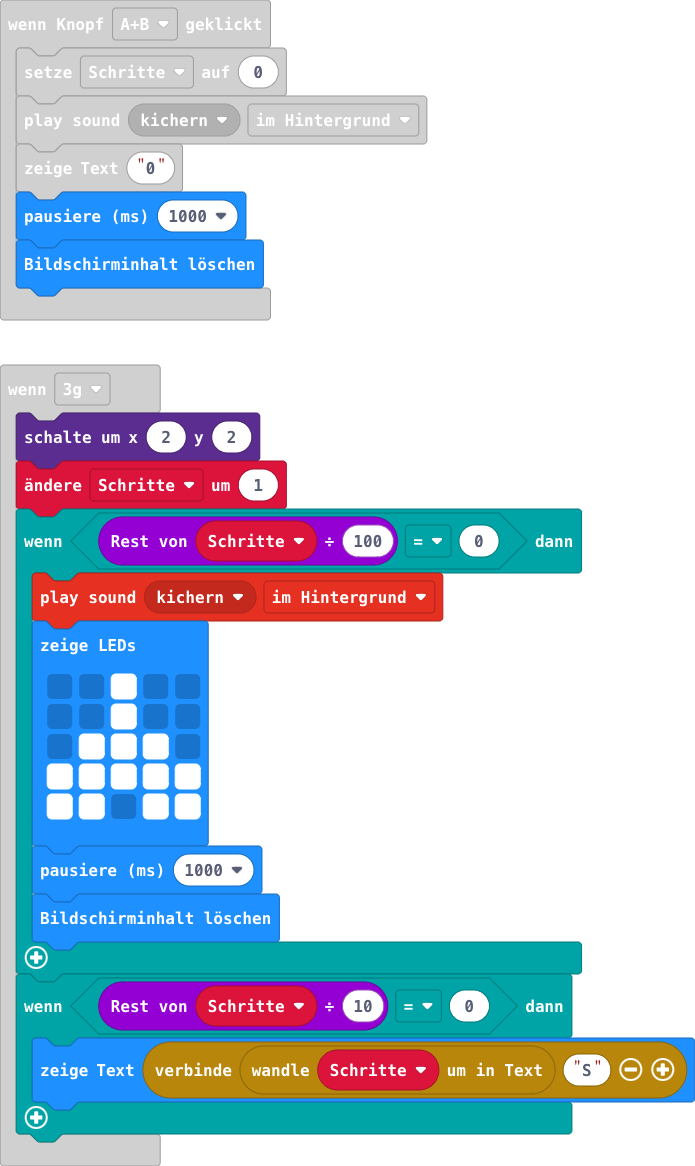 wenn Knopf A+B geklickt
setze Schritte auf 0
play sound kichern im Hintergrund
zeige Text "0"
pausiere (ms) 1000
Bildschirminhalt löschen
wenn 3g
schalte um x 2 y 2
ändere Schritte um 1
wenn Rest von Schritte ÷ 100 = 0 dann
play sound kichern im Hintergrund
zeige LEDs
pausiere (ms) 1000
Bildschirminhalt löschen
wenn Rest von Schritte ÷ 10 = 0 dann
zeige Text verbinde wandle Schritte um in Text "S"